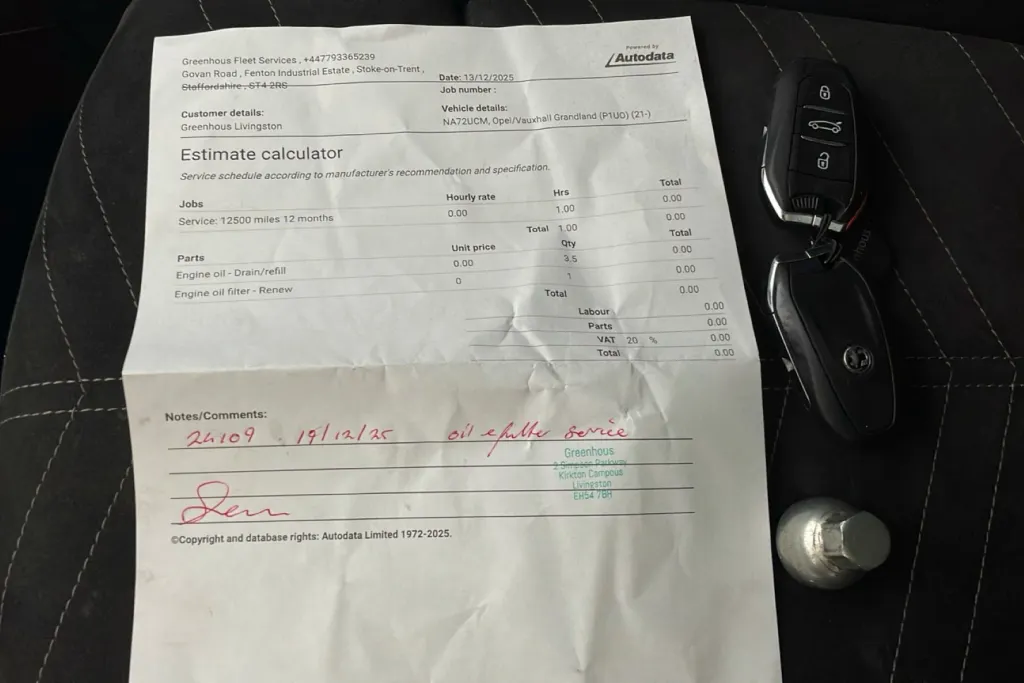 Greenhous Fleet Services , +447793365239
Govan Road , Fenton Industrial Estate , Stoke-on-Trent ,
Staffordshire , ST4 2RS
Powered by
Autodata
Date: 13/12/2025
Job number :
Customer details:
Greenhous Livingston
Vehicle details:
NA72UCM, Opel/Vauxhall Grandland (P1UO) (21-)
Estimate calculator
Service schedule according to manufacturer's recommendation and specification.
Jobs Hourly rate Hrs Total
Service: 12500 miles 12 months 0.00 1.00 0.00
Total 1.00 0.00
Parts Unit price Qty Total
Engine oil - Drain/refill 0.00 3.5 0.00
Engine oil filter - Renew 0 1 0.00
Total 0.00
Labour 0.00
Parts 0.00
VAT 20 % 0.00
Total 0.00
Notes/Comments:
24109 19/12/25 oil & filter service
Greenhous
Simpson Parkway
Kirkton Campous
Livingston
EH54 7BH
©Copyright and database rights: Autodata Limited 1972-2025.